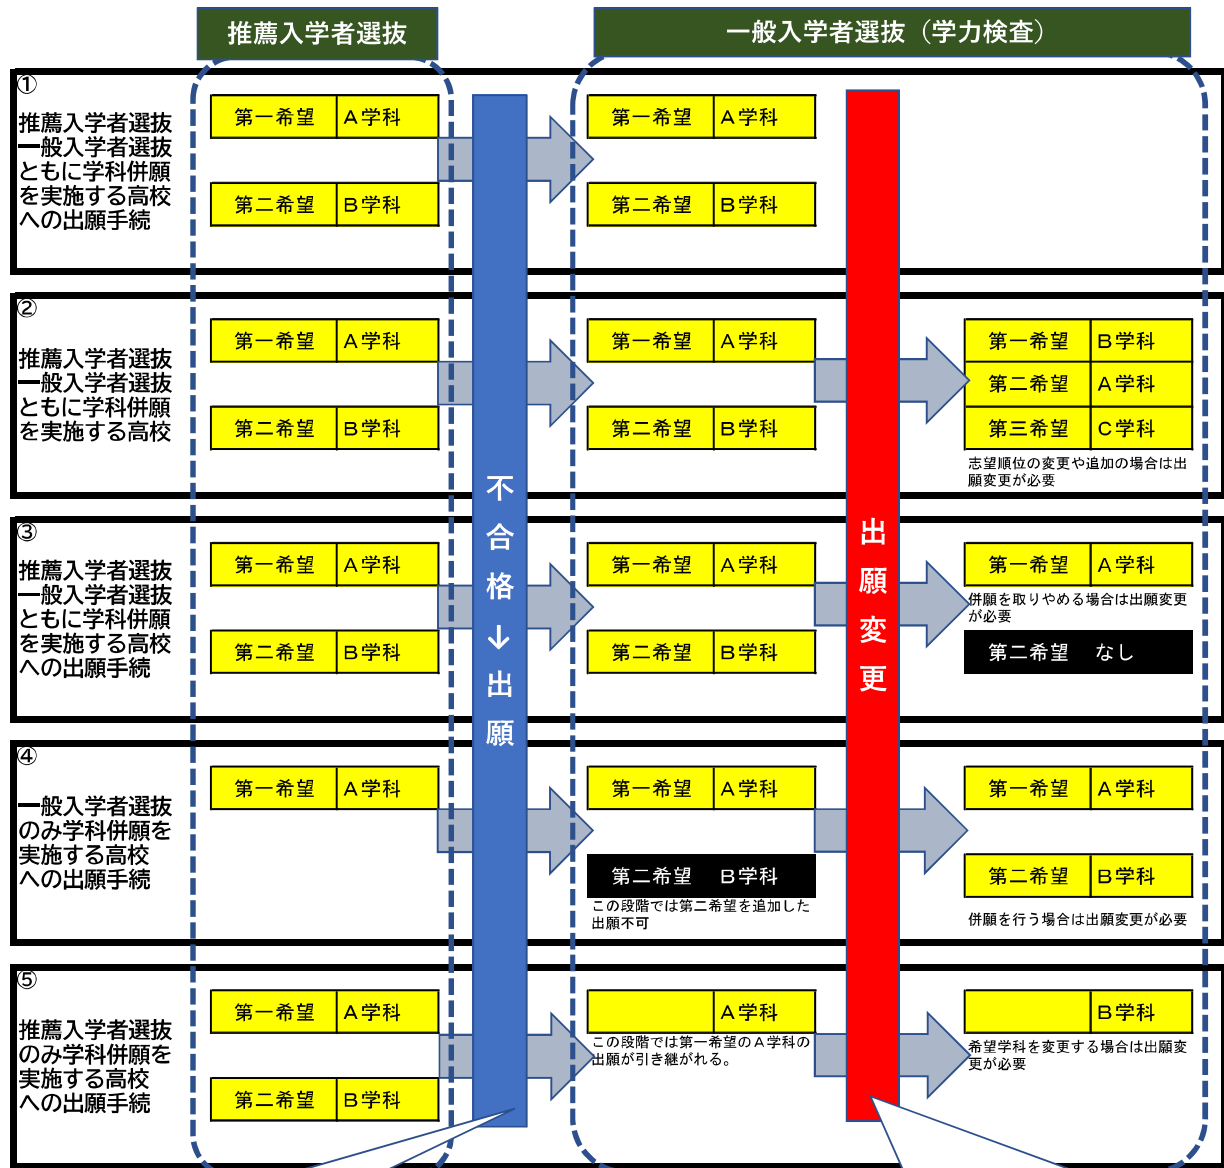 推薦入学者選抜
一般入学者選抜（学力検査）
①
推薦入学者選抜
一般入学者選抜
ともに学科併願
を実施する高校
への出願手続
第一希望 A学科
第二希望 B学科
第一希望 A学科
第二希望 B学科
②
推薦入学者選抜
一般入学者選抜
ともに学科併願
を実施する高校
第一希望 A学科
第二希望 B学科
第一希望 A学科
第二希望 B学科
第一希望 B学科
第二希望 A学科
第三希望 C学科
志望順位の変更や追加の場合は出
願変更が必要
③
推薦入学者選抜
一般入学者選抜
ともに学科併願
を実施する高校
への出願手続
第一希望 A学科
第二希望 B学科
第一希望 A学科
第二希望 B学科
第一希望 A学科
併願を取りやめる場合は出願変更
が必要
第二希望 なし
不合格↓出願
出願変更
④
一般入学者選抜
のみ学科併願を
実施する高校
への出願手続
第一希望 A学科
第一希望 A学科
第二希望 B学科
この段階では第二希望を追加した
出願不可
第一希望 A学科
第二希望 B学科
併願を行う場合は出願変更が必要
⑤
推薦入学者選抜
のみ学科併願を
実施する高校
への出願手続
第一希望 A学科
第二希望 B学科
A学科
この段階では第一希望のA学科の
出願が引き継がれる。
B学科
希望学科を変更する場合は出願変
更が必要